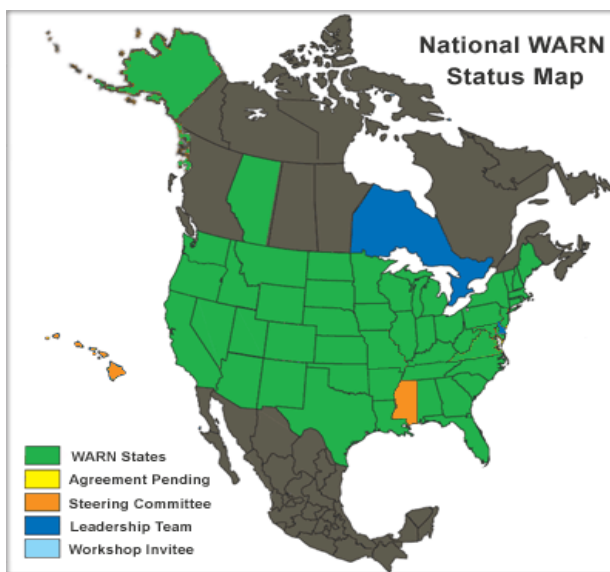 National WARN
Status Map
WARN States
Agreement Pending
Steering Committee
Leadership Team
Workshop Invitee